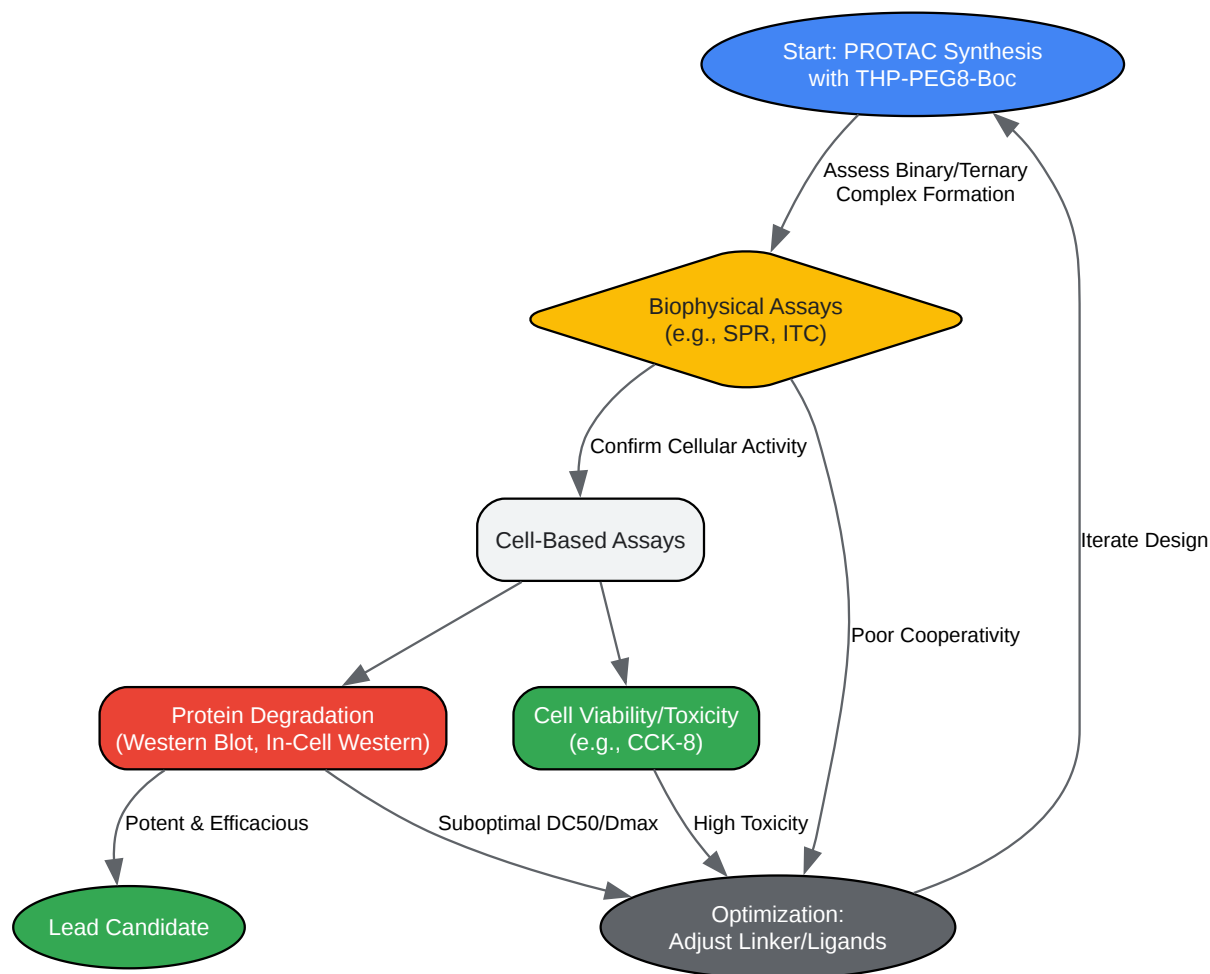 Start: PROTAC Synthesis
with THP-PEG8-Boc
Assess Binary/Ternary
Complex Formation
Biophysical Assays
(e.g., SPR, ITC)
Confirm Cellular Activity
Cell-Based Assays
Iterate Design
Poor Cooperativity
Protein Degradation
(Western Blot, In-Cell Western)
Cell Viability/Toxicity
(e.g., CCK-8)
Potent & Efficacious
Suboptimal DC50/Dmax
High Toxicity
Lead Candidate
Optimization:
Adjust Linker/Ligands